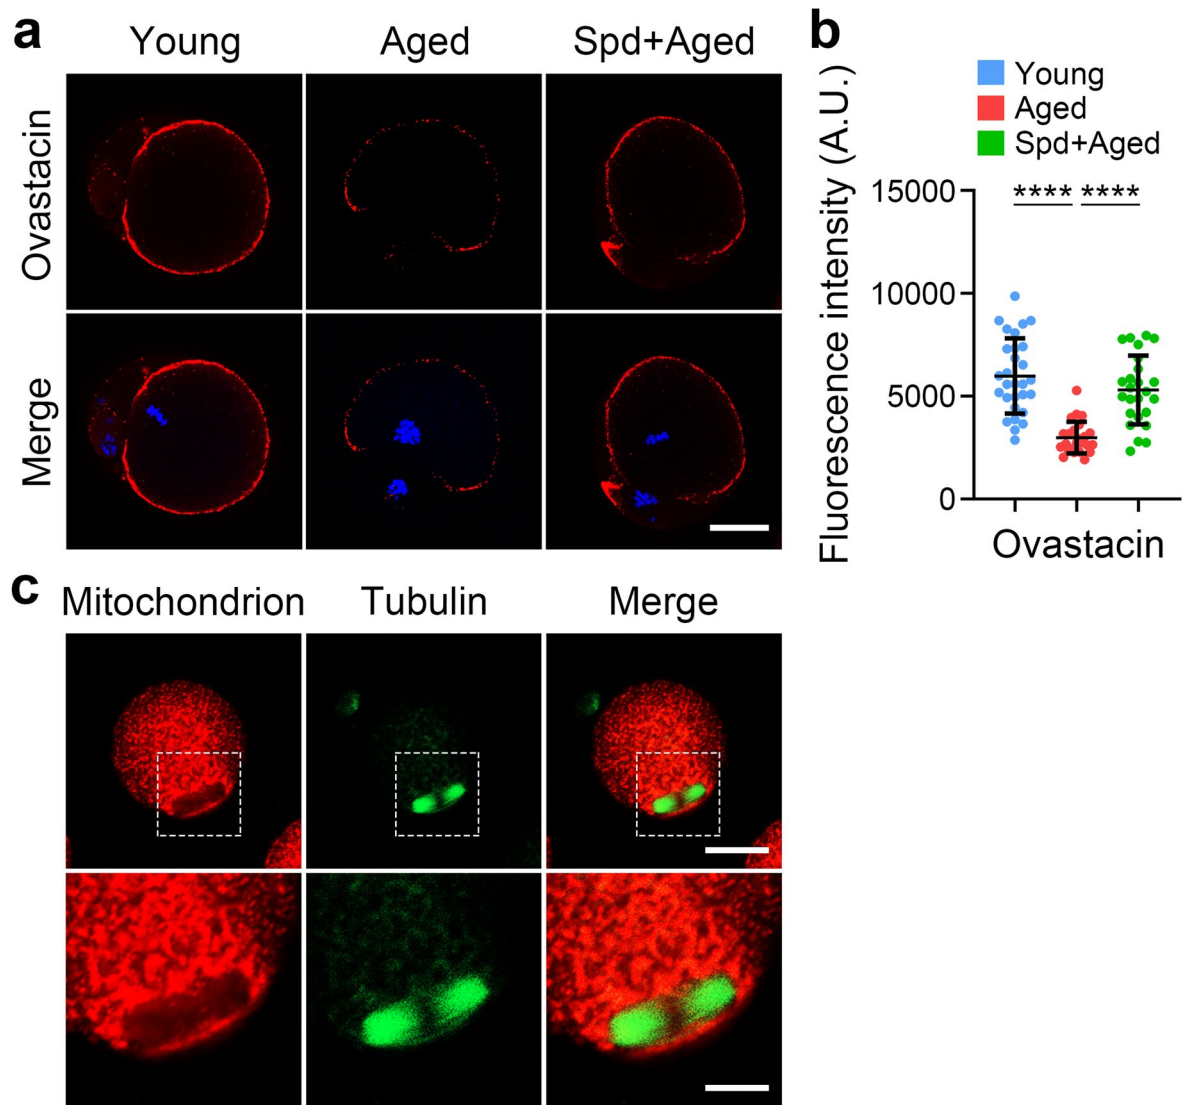 a
Young Aged Spd+Aged
Ovastacin
Merge
b
Young
Aged
Spd+Aged
Fluorescence intensity (A.U.)
15000
10000
5000
0
**** ****
Ovastacin
c
Mitochondrion Tubulin Merge